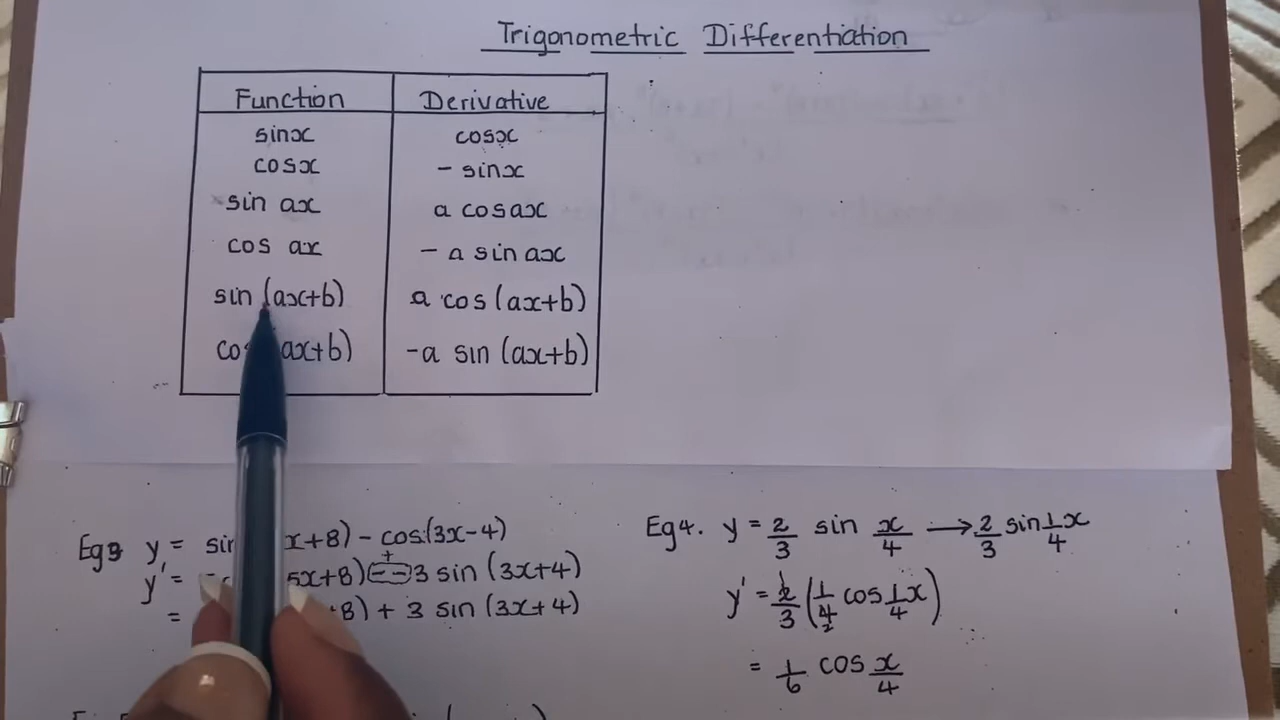 Trigonometric Differentiation
Function Derivative
sinx cosx
cosx - sinx
sin ax a cosax
cos ax - a sin ax
sin (ax+b) a cos (ax+b)
ax+b) -a sin (ax+b)
Eg3 y = sin x+8) - cos(3x-4)
y' = 5x+8) + - - 3 sin (3x+4)
= +8) + 3 sin (3x+4)
Eg4. y = 2/3 sin x/4 → 2/3 sin 1/4 x
y' = 2/3 (1/4 cos 1/4 x)
= 1/6 cos x/4